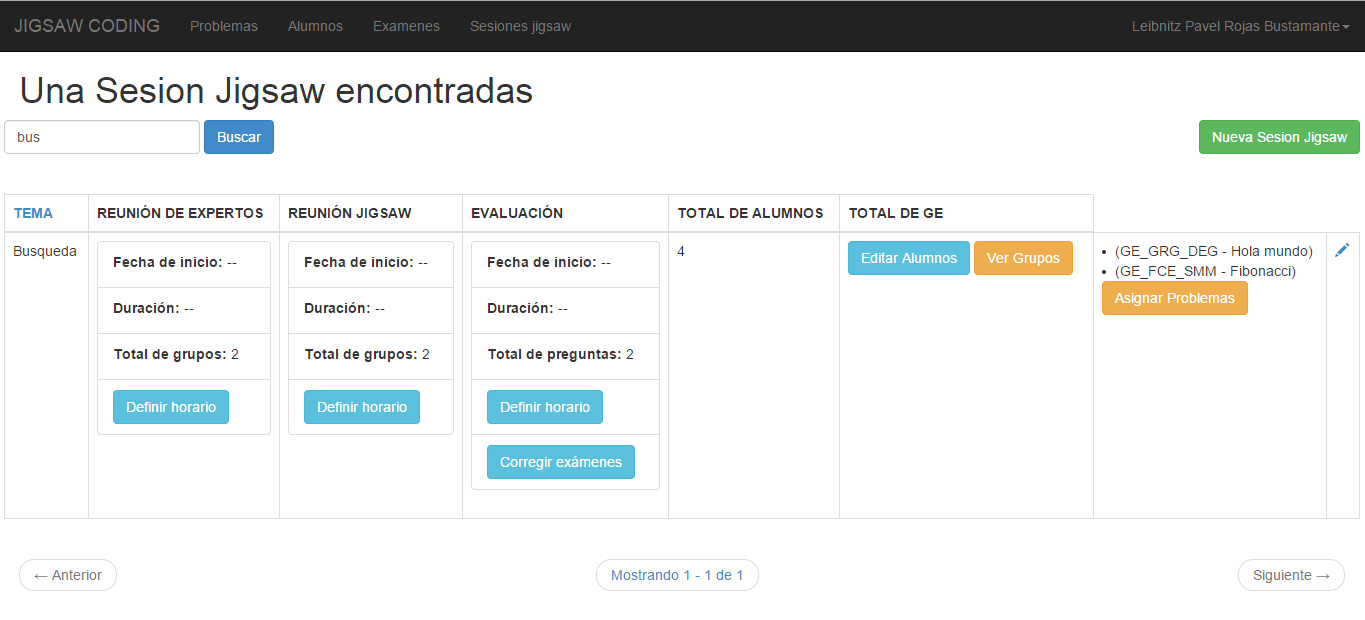 JIGSAW CODING Problemas Alumnos Examenes Sesiones jigsaw Leibnitz Pavel Rojas Bustamante
Una Sesion Jigsaw encontradas
bus Buscar Nueva Sesion Jigsaw
TEMA REUNIÓN DE EXPERTOS REUNIÓN JIGSAW EVALUACIÓN TOTAL DE ALUMNOS TOTAL DE GE
Busqueda
Fecha de inicio: --
Duración: --
Total de grupos: 2
Definir horario
Fecha de inicio: --
Duración: --
Total de grupos: 2
Definir horario
Fecha de inicio: --
Duración: --
Total de preguntas: 2
Definir horario
Corregir exámenes
4
Editar Alumnos Ver Grupos
• (GE_GRG_DEG - Hola mundo)
• (GE_FCE_SMM - Fibonacci)
Asignar Problemas
← Anterior Mostrando 1 - 1 de 1 Siguiente →